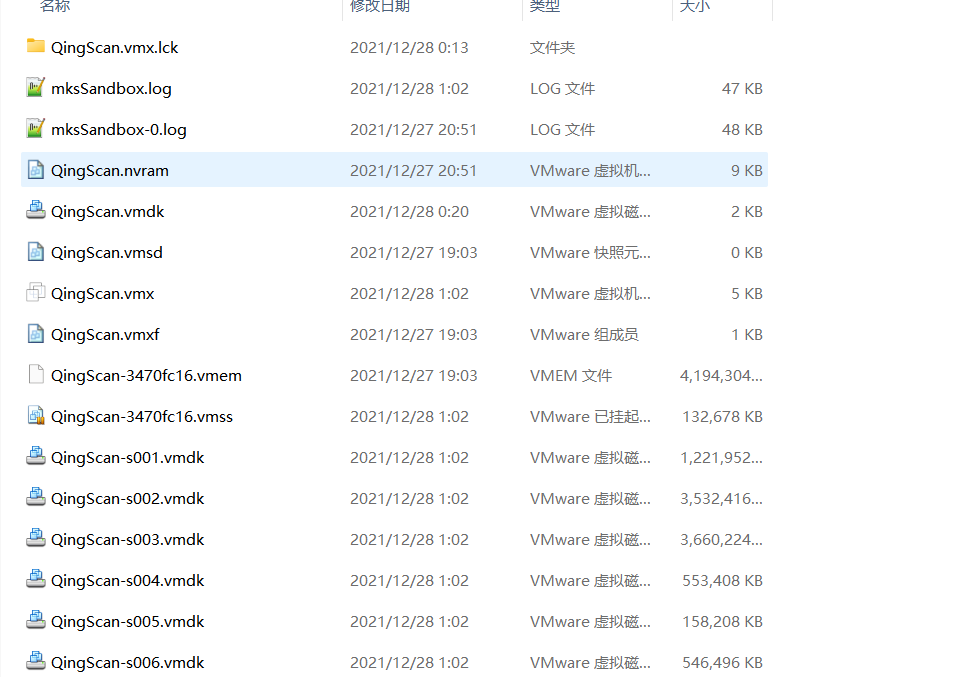 名称 修改日期 类型 大小
QingScan.vmx.lck 2021/12/28 0:13 文件夹
mksSandbox.log 2021/12/28 1:02 LOG 文件 47 KB
mksSandbox-0.log 2021/12/27 20:51 LOG 文件 48 KB
QingScan.nvram 2021/12/27 20:51 VMware 虚拟机... 9 KB
QingScan.vmdk 2021/12/28 0:20 VMware 虚拟磁... 2 KB
QingScan.vmsd 2021/12/27 19:03 VMware 快照元... 0 KB
QingScan.vmx 2021/12/28 1:02 VMware 虚拟机... 5 KB
QingScan.vmxf 2021/12/27 19:03 VMware 组成员 1 KB
QingScan-3470fc16.vmem 2021/12/27 19:03 VMEM 文件 4,194,304...
QingScan-3470fc16.vmss 2021/12/28 1:02 VMware 已挂起... 132,678 KB
QingScan-s001.vmdk 2021/12/28 1:02 VMware 虚拟磁... 1,221,952...
QingScan-s002.vmdk 2021/12/28 1:02 VMware 虚拟磁... 3,532,416...
QingScan-s003.vmdk 2021/12/28 1:02 VMware 虚拟磁... 3,660,224...
QingScan-s004.vmdk 2021/12/28 1:02 VMware 虚拟磁... 553,408 KB
QingScan-s005.vmdk 2021/12/28 1:02 VMware 虚拟磁... 158,208 KB
QingScan-s006.vmdk 2021/12/28 1:02 VMware 虚拟磁... 546,496 KB